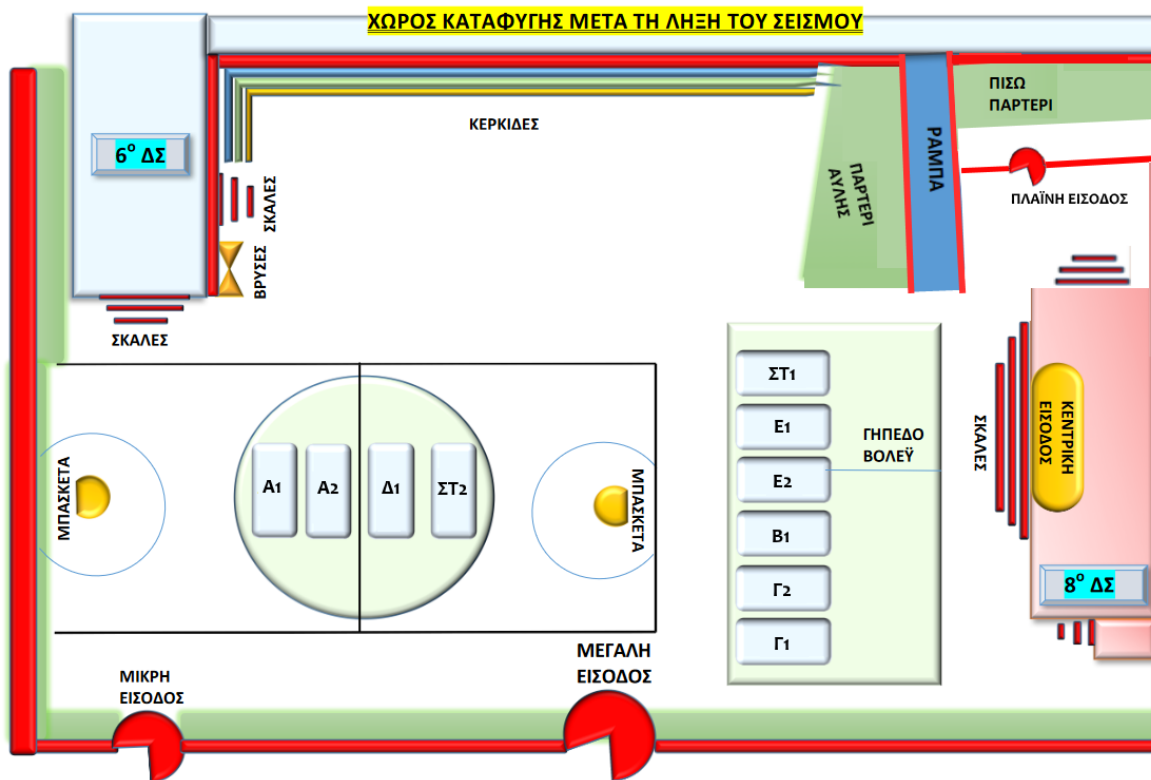 ΧΩΡΟΣ ΚΑΤΑΦΥΓΗΣ ΜΕΤΑ ΤΗ ΛΗΞΗ ΤΟΥ ΣΕΙΣΜΟΥ
ΠΙΣΩ
ΠΑΡΤΕΡΙ
ΚΕΡΚΙΔΕΣ
6° ΔΣ
ΡΑΜΠΑ
ΠΑΡΤΕΡΙ
ΑΥΛΗΣ
ΣΚΑΛΕΣ
ΠΛΑΪΝΗ ΕΙΣΟΔΟΣ
ΒΡΥΣΕΣ
ΣΚΑΛΕΣ
ΣΤ1
Ε1
Ε2
Β1
Γ2
Γ1
ΓΗΠΕΔΟ
ΒΟΛΕΫ
ΣΚΑΛΕΣ
ΚΕΝΤΡΙΚΗ
ΕΙΣΟΔΟΣ
ΜΠΑΣΚΕΤΑ
Α1
Α2
Δ1
ΣΤ2
ΜΠΑΣΚΕΤΑ
8° ΔΣ
ΜΕΓΑΛΗ
ΕΙΣΟΔΟΣ
ΜΙΚΡΗ
ΕΙΣΟΔΟΣ